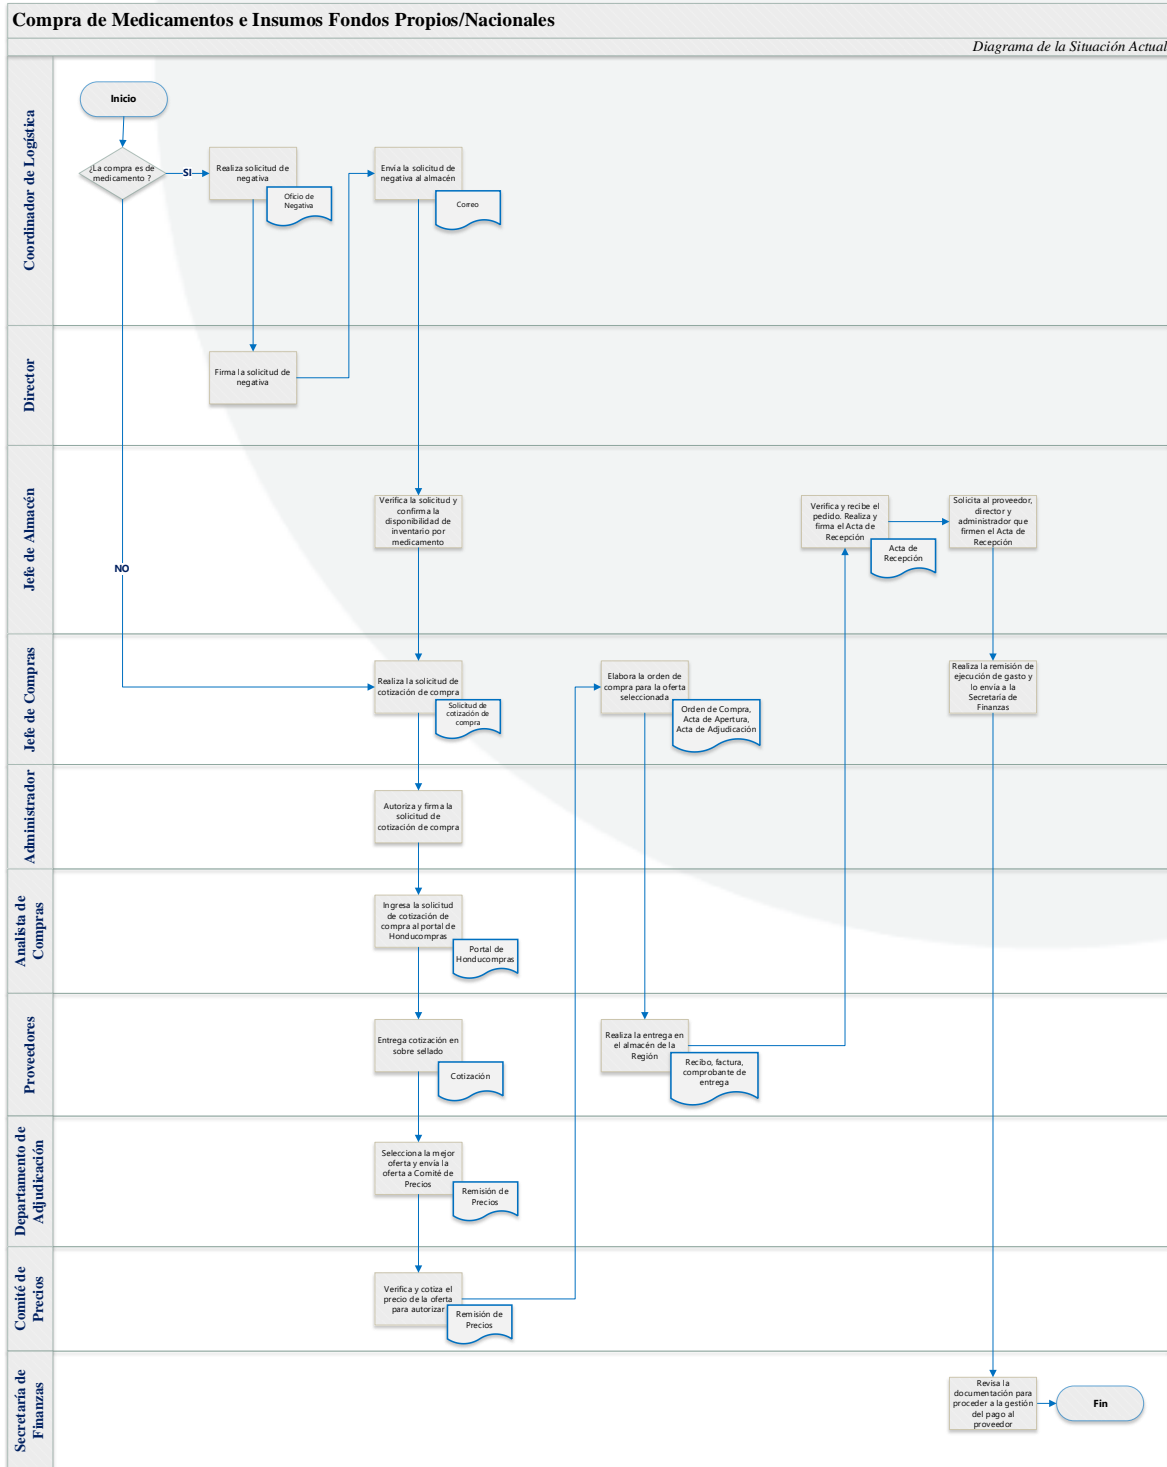 Compra de Medicamentos e Insumos Fondos Propios/Nacionales
Diagrama de la Situación Actual
Coordinador de Logística
Inicio
¿La compra es de
medicamento ?
SI
Realiza solicitud de
negativa
Oficio de
Negativa
Envía la solicitud de
negativa al almacén
Correo
Director
Firma la solicitud de
negativa
Jefe de Almacén
NO
Verifica la solicitud y
confirma la
disponibilidad de
inventario por
medicamento
Verifica y recibe el
pedido. Realiza y
firma el Acta de
Recepción
Acta de
Recepción
Solicita al proveedor,
director y
administrador que
firmen el Acta de
Recepción
Jefe de Compras
Realiza la solicitud de
cotización de compra
Solicitud de
cotización de
compra
Elabora la orden de
compra para la oferta
seleccionada
Orden de Compra,
Acta de Apertura,
Acta de Adjudicación
Realiza la remisión de
ejecución de gasto y
lo envía a la
Secretaría de
Finanzas
Administrador
Autoriza y firma la
solicitud de
cotización de compra
Analista de
Compras
Ingresa la solicitud
de cotización de
compra al portal de
Honducompras
Portal de
Honducompras
Proveedores
Entrega cotización en
sobre sellado
Cotización
Realiza la entrega en
el almacén de la
Región
Recibo, factura,
comprobante de
entrega
Departamento de
Adjudicación
Selecciona la mejor
oferta y envía la
oferta a Comité de
Precios
Remisión de
Precios
Comité de
Precios
Verifica y cotiza el
precio de la oferta
para autorizar
Remisión de
Precios
Secretaría de
Finanzas
Revisa la
documentación para
proceder a la gestión
del pago al
proveedor
Fin